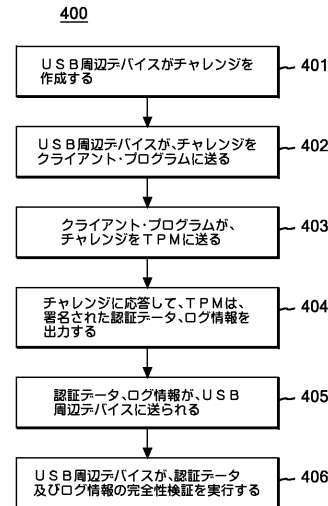 400
USB周辺デバイスがチャレンジを
作成する
401
USB周辺デバイスが、チャレンジを
クライアント・プログラムに送る
402
クライアント・プログラムが、
チャレンジをTPMに送る
403
チャレンジに応答して、TPMは、
署名された認証データ、ログ情報を
出力する
404
認証データ、ログ情報が、USB
周辺デバイスに送られる
405
USB周辺デバイスが、認証データ
及びログ情報の完全性検証を実行する
406